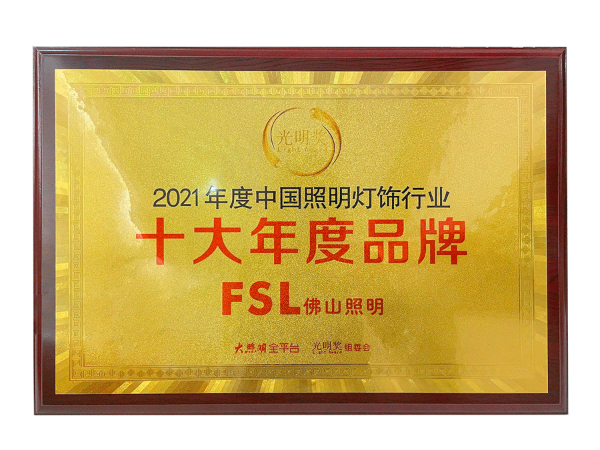 光明奖
Light Award
2021年度中国照明灯饰行业
十大年度品牌
FSL佛山照明
大照明全平台 光明奖 组委会